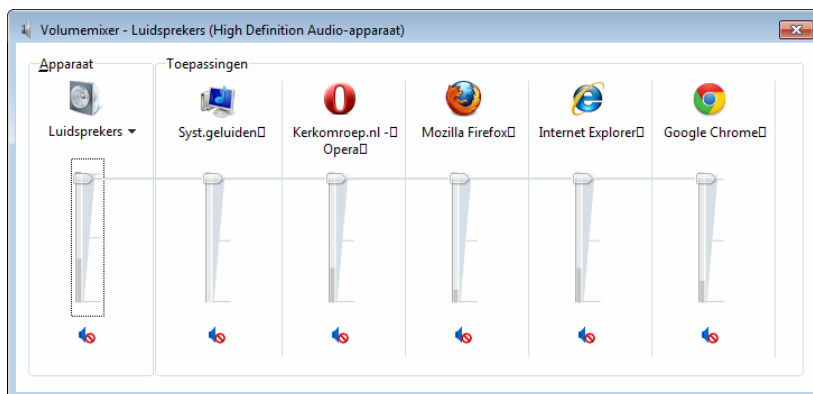 Volumemixer - Luidsprekers (High Definition Audio-apparaat)
Apparaat
Toepassingen
Luidsprekers
Syst.geluiden
Kerkomroep.nl -
Opera
Mozilla Firefox
Internet Explorer
Google Chrome